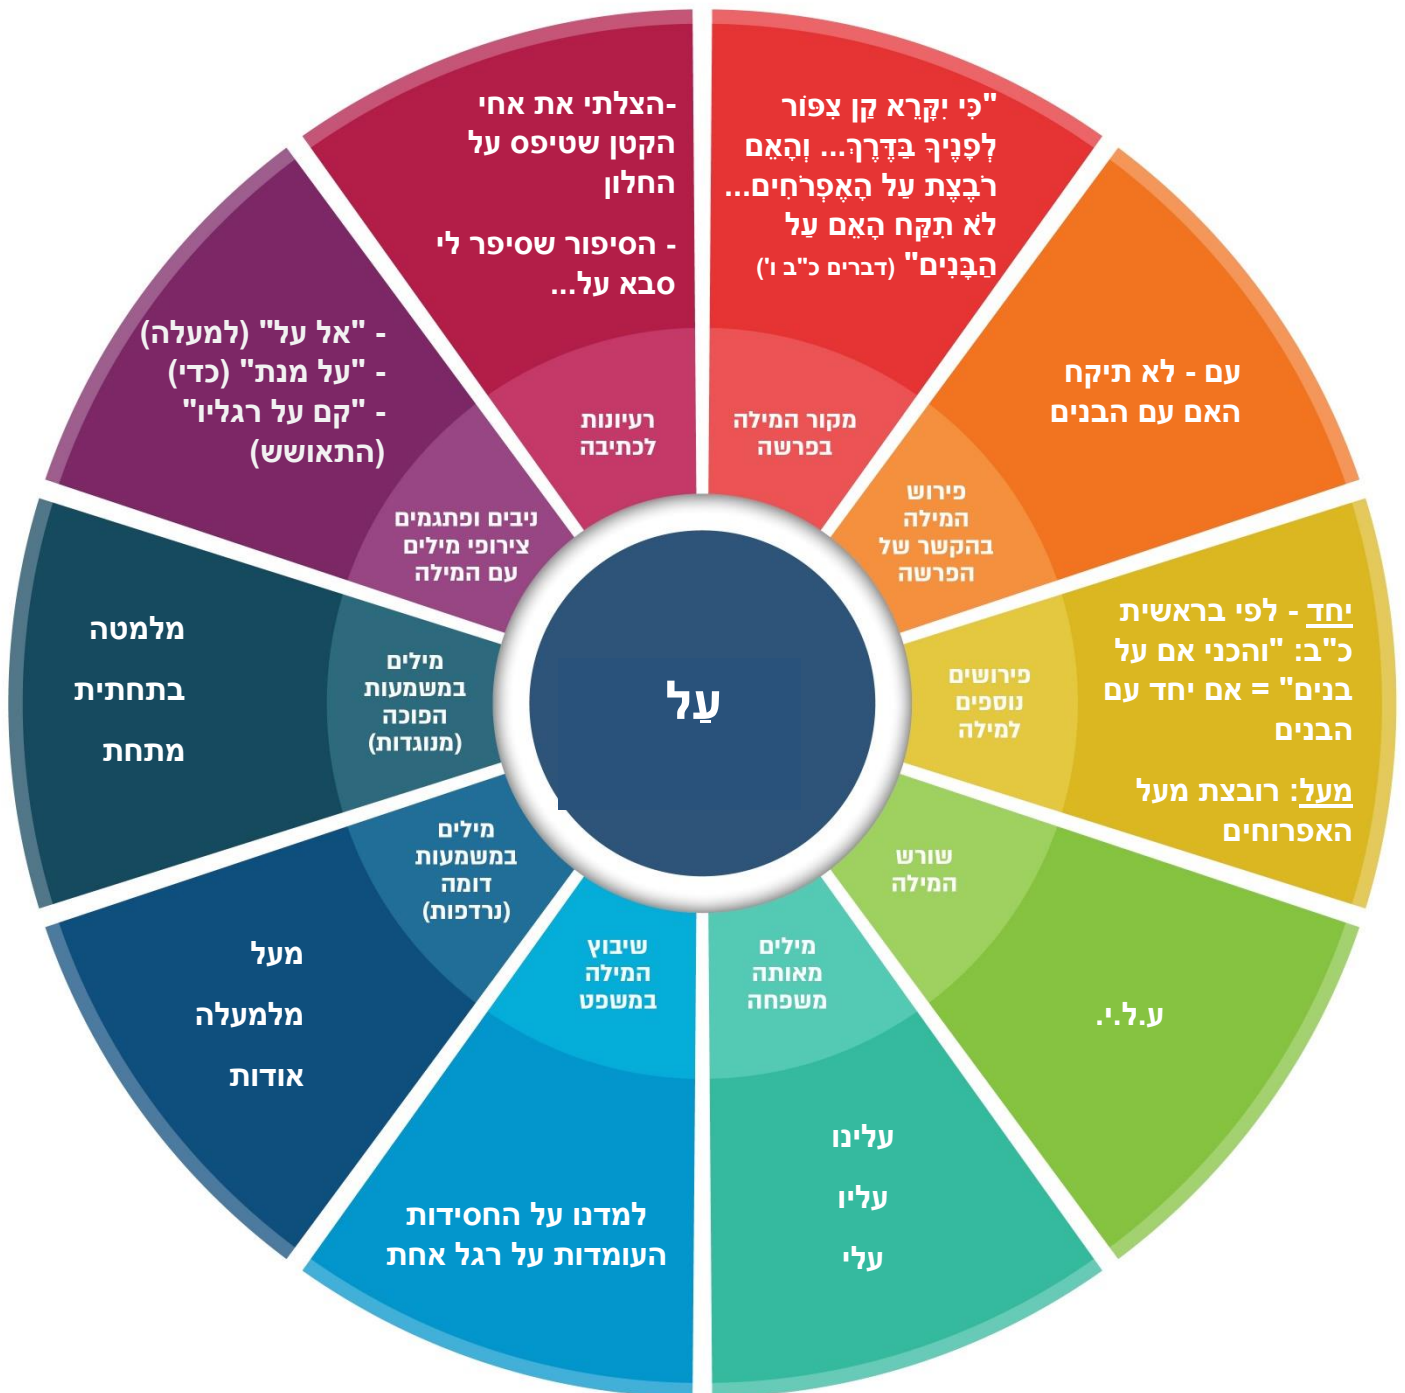 עַל
"כִּי יִקָּרֵא קַן צִפּוֹר
לְפָנֶיךָ בַּדֶּרֶךְ... וְהָאֵם
רֹבֶצֶת עַל הָאֶפְרֹחִים...
לֹא תִקַּח הָאֵם עַל
הַבָּנִים" (דברים כ"ב ו')
מקור המילה
בפרשה
עם - לא תיקח
האם עם הבנים
פירוש
המילה
בהקשר של
הפרשה
יחד - לפי בראשית
כ"ב: "והכני אם על
בנים" = אם יחד עם
הבנים
מעל: רובצת מעל
האפרוחים
פירושים
נוספים
למילה
שורש
המילה
ע.ל.י.
מילים
מאותה
משפחה
עלינו
עליו
עלי
שיבוץ
המילה
במשפט
למדנו על החסידות
העומדות על רגל אחת
מילים
במשמעות
דומה
(נרדפות)
מעל
מלמעלה
אודות
מילים
במשמעות
הפוכה
(מנוגדות)
מלמטה
בתחתית
מתחת
- "אל על" (למעלה)
- "על מנת" (כדי)
- "קם על רגליו"
(התאושש)
ניבים ופתגמים
צירופי מילים
עם המילה
-הצלתי את אחי
הקטן שטיפס על
החלון
- הסיפור שסיפר לי
סבא על...
רעיונות
לכתיבה